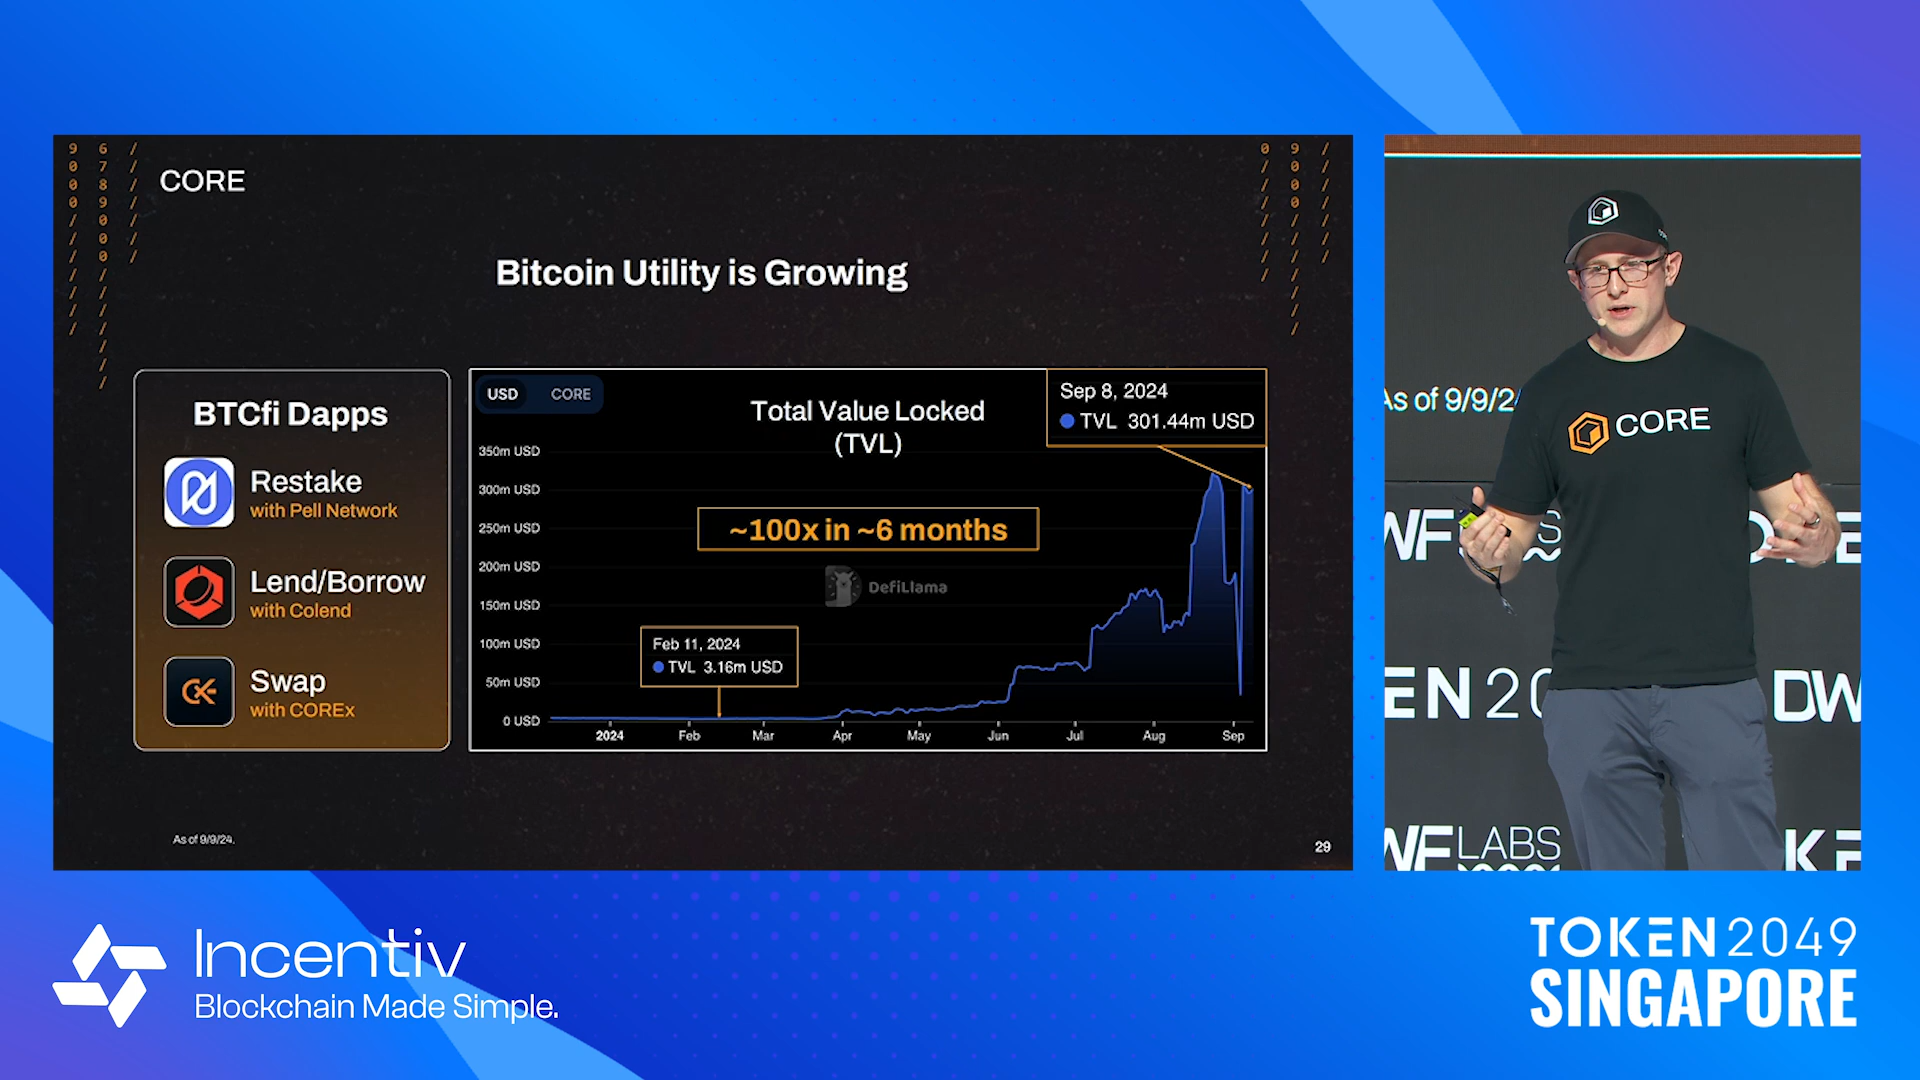 CORE
Bitcoin Utility is Growing
BTCfi Dapps
Restake
with Pell Network
Lend/Borrow
with Colend
Swap
with COREx
USD CORE
Total Value Locked
(TVL)
Sep 8, 2024
TVL 301.44m USD
350m USD
300m USD
250m USD
200m USD
150m USD
100m USD
50m USD
0 USD
~100x in ~6 months
DefiLlama
Feb 11, 2024
TVL 3.16m USD
2024 Feb Mar Apr May Jun Jul Aug Sep
As of 9/9/24.
29
As of 9/9/2
CORE
EN 20
DW
WF LABS
KE
Incentiv
Blockchain Made Simple.
TOKEN2049
SINGAPORE